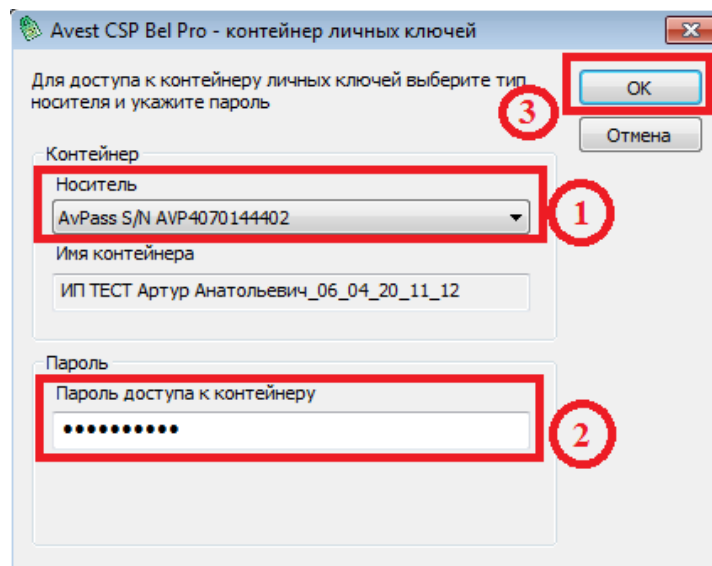 Avest CSP Bel Pro - контейнер личных ключей
Для доступа к контейнеру личных ключей выберите тип
носителя и укажите пароль
OK
3
Отмена
Контейнер
Носитель
AvPass S/N AVP4070144402
1
Имя контейнера
ИП ТЕСТ Артур Анатольевич_06_04_20_11_12
Пароль
Пароль доступа к контейнеру
••••••••••
2